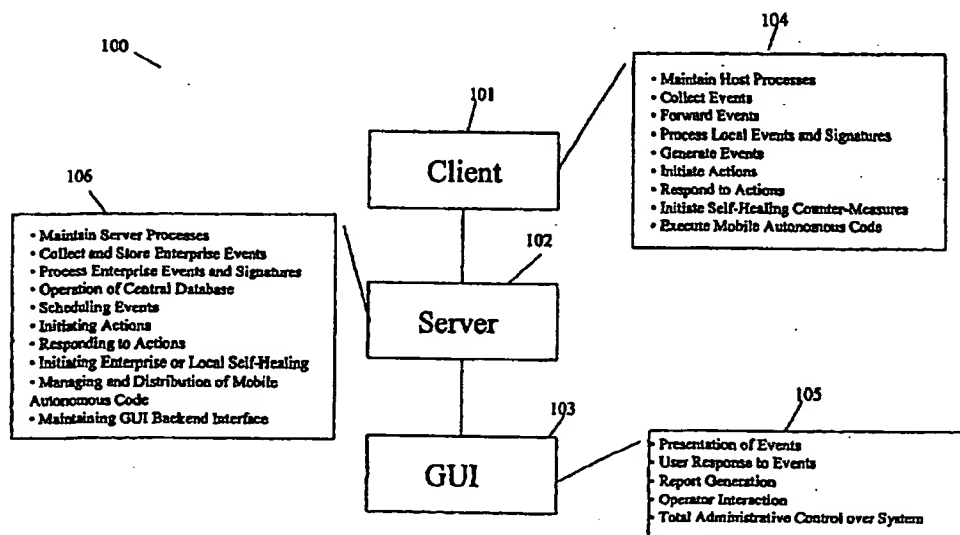 100
104
• Maintain Host Processes
• Collect Events
• Forward Events
• Process Local Events and Signatures
• Generate Events
• Initiate Actions
• Respond to Actions
• Initiate Self-Healing Counter-Measures
• Execute Mobile Autonomous Code
101
Client
106
• Maintain Server Processes
• Collect and Store Enterprise Events
• Process Enterprise Events and Signatures
• Operation of Central Database
• Scheduling Events
• Initiating Actions
• Responding to Actions
• Initiating Enterprise or Local Self-Healing
• Managing and Distribution of Mobile
Autonomous Code
• Maintaining GUI Backend Interface
102
Server
103
GUI
105
• Presentation of Events
• User Response to Events
• Report Generation
• Operator Interaction
• Total Administrative Control over System